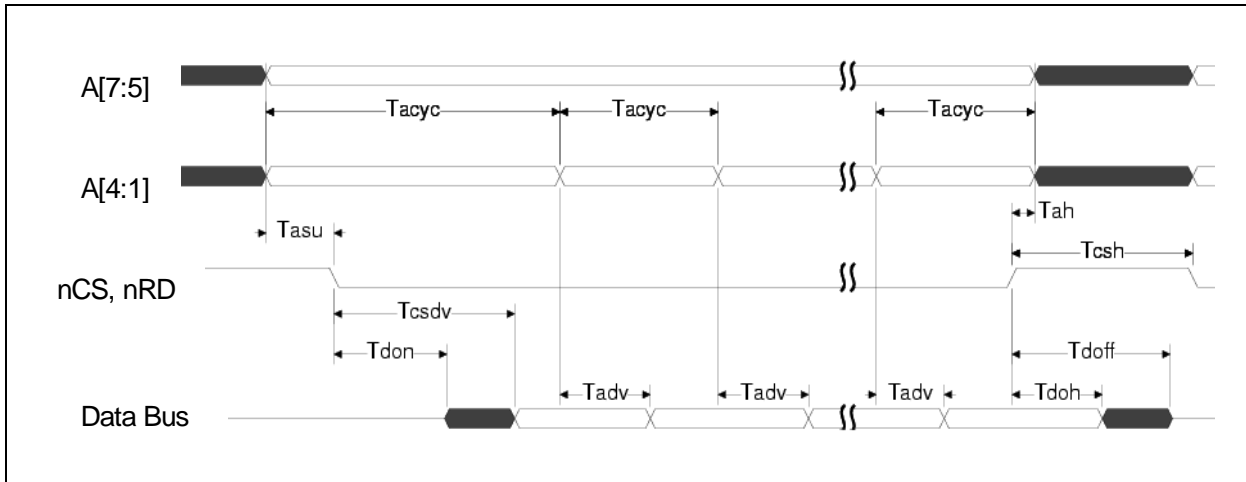 A[7:5]
Tacyc Tacyc Tacyc
A[4:1]
Tah
Tasu
Tcsh
nCS, nRD
Tcsdv
Tdon Tdoff
Tadv Tadv Tadv Tdoh
Data Bus